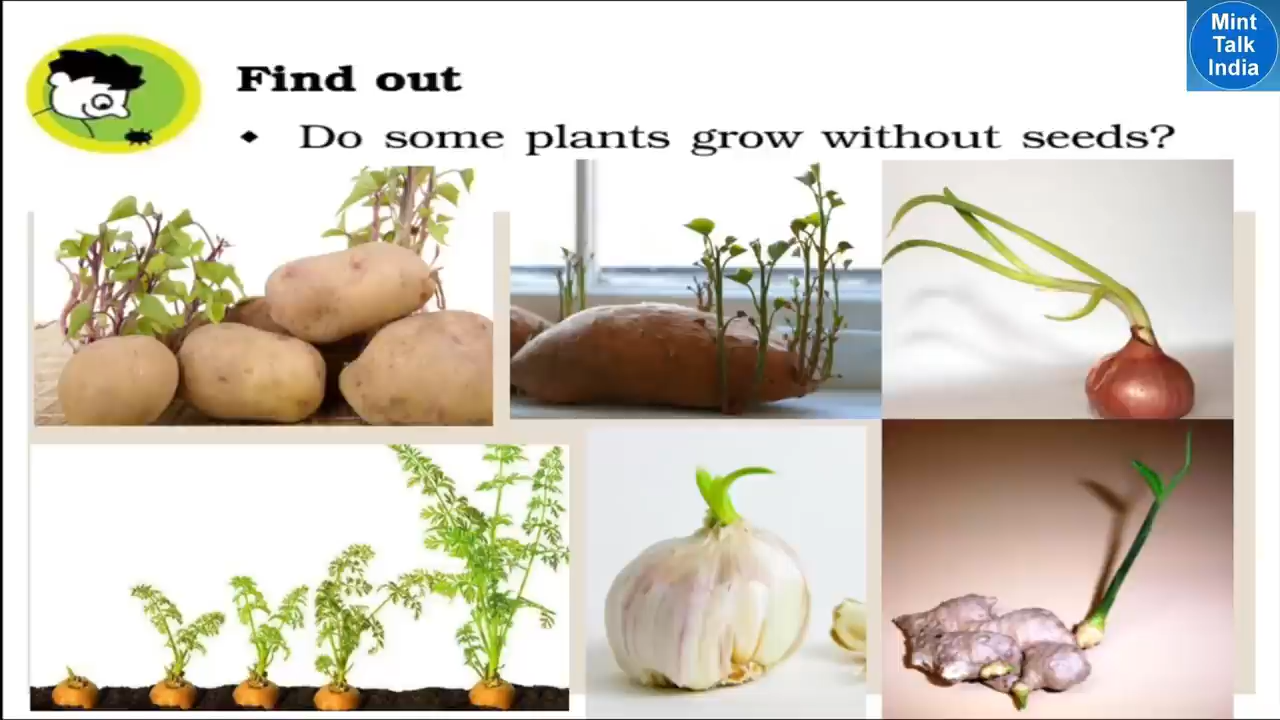 Find out
◆ Do some plants grow without seeds?
Mint
Talk
India